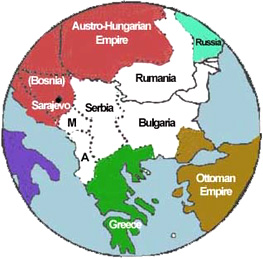 Austro-Hungarian
Empire
Russia
(Bosnia)
Rumania
Sarajevo
Serbia
M
Bulgaria
A
Ottoman
Empire
Greece